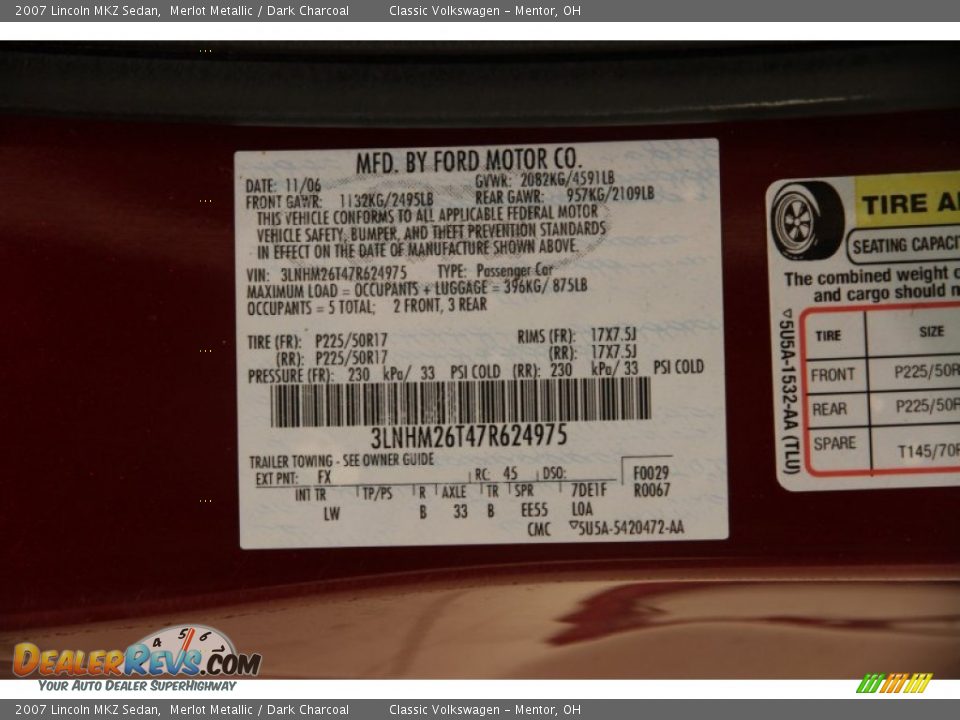 2007 Lincoln MKZ Sedan, Merlot Metallic / Dark Charcoal Classic Volkswagen – Mentor, OH
MFD. BY FORD MOTOR CO.
DATE: 11/06 GVWR: 2082KG/4591LB
FRONT GAWR: 1132KG/2495LB REAR GAWR: 957KG/2109LB
THIS VEHICLE CONFORMS TO ALL APPLICABLE FEDERAL MOTOR
VEHICLE SAFETY, BUMPER, AND THEFT PREVENTION STANDARDS
IN EFFECT ON THE DATE OF MANUFACTURE SHOWN ABOVE.
VIN: 3LNHM26T47R624975 TYPE: Passenger Car
MAXIMUM LOAD = OCCUPANTS + LUGGAGE = 396KG/ 875LB
OCCUPANTS = 5 TOTAL; 2 FRONT, 3 REAR
TIRE (FR): P225/50R17 RIMS (FR): 17X7.5J
(RR): P225/50R17 (RR): 17X7.5J
PRESSURE (FR): 230 kPa/ 33 PSI COLD (RR): 230 kPa/ 33 PSI COLD
3LNHM26T47R624975
TRAILER TOWING - SEE OWNER GUIDE
EXT PNT: FX RC: 45 DSO: F0029
INT TR TP/PS R AXLE TR SPR 7DE1F R0067
LW B 33 B EE55 L0A
CMC ▽5U5A-5420472-AA
TIRE A
SEATING CAPACIT
The combined weight o
and cargo should n
▽5U5A-1532-AA (TLU)
TIRE SIZE
FRONT P225/50R
REAR P225/50R
SPARE T145/70R
4 5 6
DEALERREVS.COM
YOUR AUTO DEALER SUPERHIGHWAY
2007 Lincoln MKZ Sedan, Merlot Metallic / Dark Charcoal Classic Volkswagen – Mentor, OH